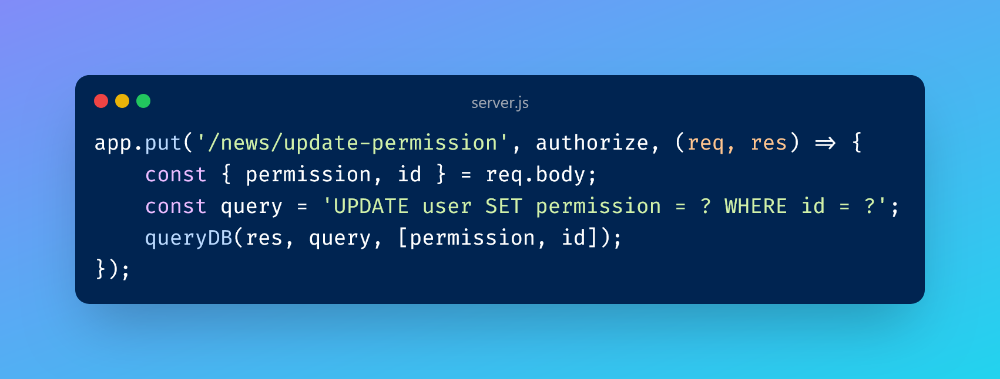 server.js
app.put('/news/update-permission', authorize, (req, res) => {
    const { permission, id } = req.body;
    const query = 'UPDATE user SET permission = ? WHERE id = ?';
    queryDB(res, query, [permission, id]);
});